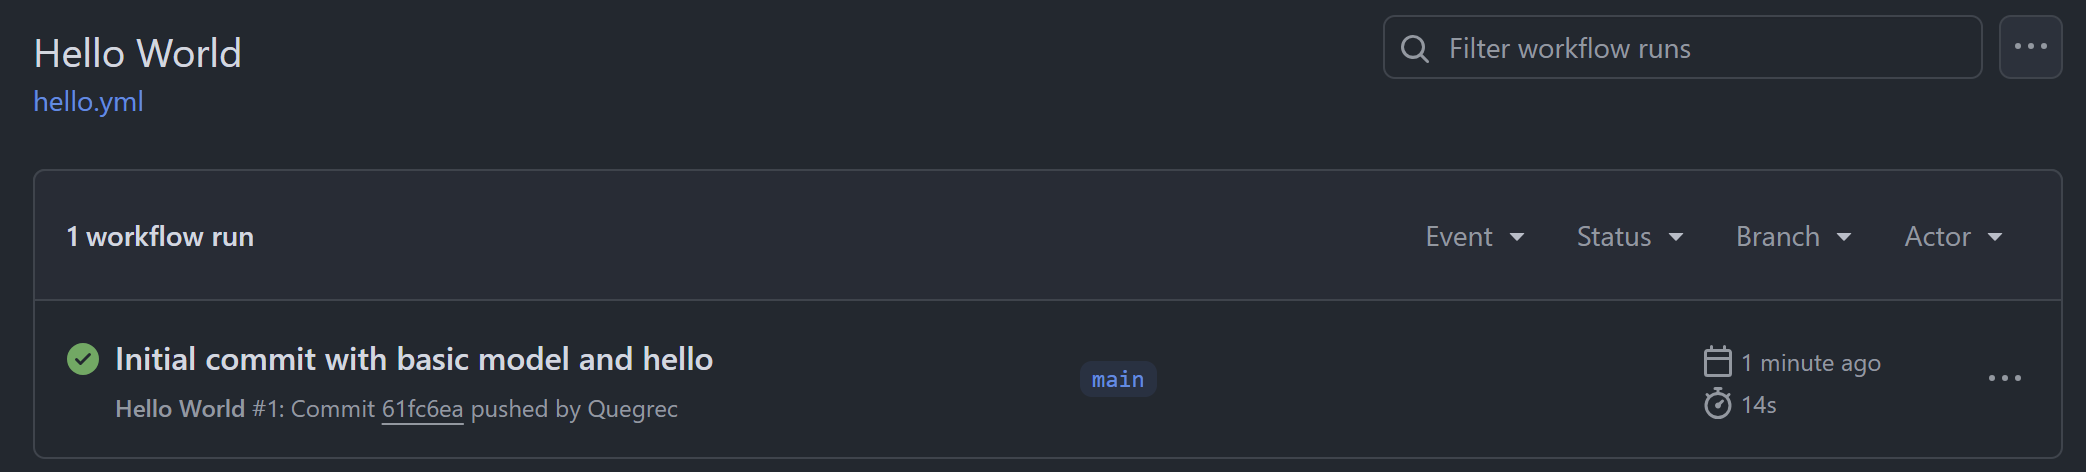 Hello World
hello.yml
Filter workflow runs
1 workflow run
Event
Status
Branch
Actor
Initial commit with basic model and hello
Hello World #1: Commit 61fc6ea pushed by Quegrec
main
1 minute ago
14s